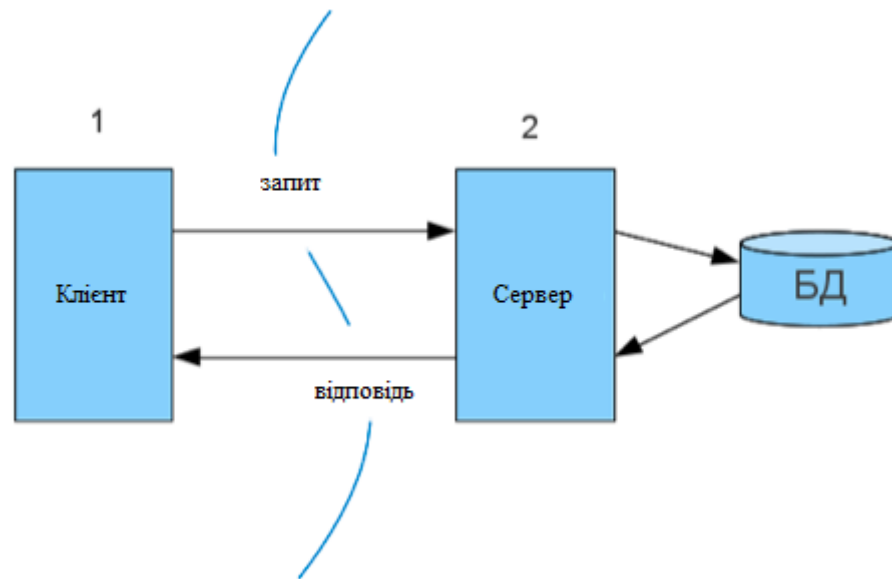 1
2
запит
Клієнт
Сервер
БД
відповідь